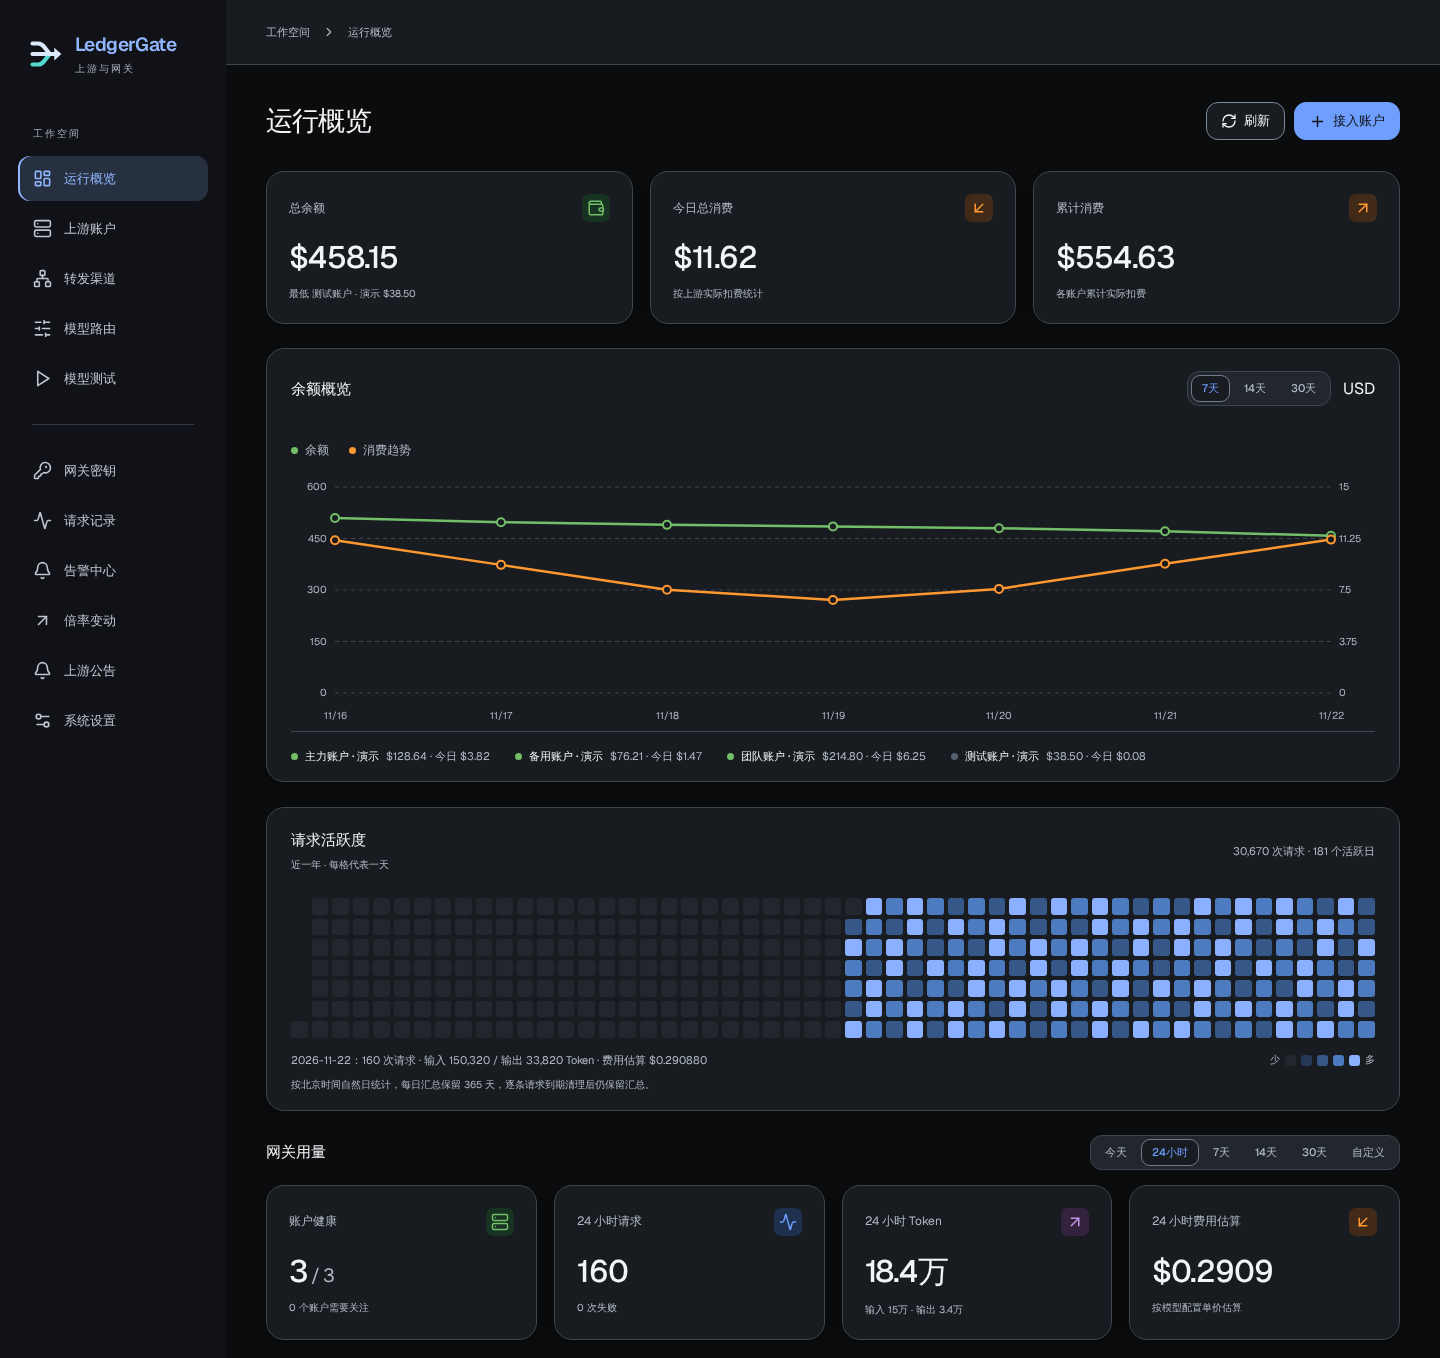 LedgerGate
上游与网关
工作空间
运行概览
上游账户
转发渠道
模型路由
模型测试
网关密钥
请求记录
告警中心
倍率变动
上游公告
系统设置
工作空间 > 运行概览
运行概览
刷新
+ 接入账户
总余额
$458.15
最低 测试账户 · 演示 $38.50
今日总消费
$11.62
按上游实际扣费统计
累计消费
$554.63
各账户累计实际扣费
余额概览
7天 14天 30天 USD
余额 消费趋势
600 15
450 11.25
300 7.5
150 3.75
0 0
11/16 11/17 11/18 11/19 11/20 11/21 11/22
主力账户 · 演示 $128.64 · 今日 $3.82 备用账户 · 演示 $76.21 · 今日 $1.47 团队账户 · 演示 $214.80 · 今日 $6.25 测试账户 · 演示 $38.50 · 今日 $0.08
请求活跃度
近一年 · 每格代表一天
30,670 次请求 · 181 个活跃日
2026-11-22：160 次请求 · 输入 150,320 / 输出 33,820 Token · 费用估算 $0.290880
少 多
按北京时间自然日统计，每日汇总保留 365 天，逐条请求到期清理后仍保留汇总。
网关用量
今天 24小时 7天 14天 30天 自定义
账户健康
3 / 3
0 个账户需要关注
24 小时请求
160
0 次失败
24 小时 Token
18.4万
输入 15万 · 输出 3.4万
24 小时费用估算
$0.2909
按模型配置单价估算